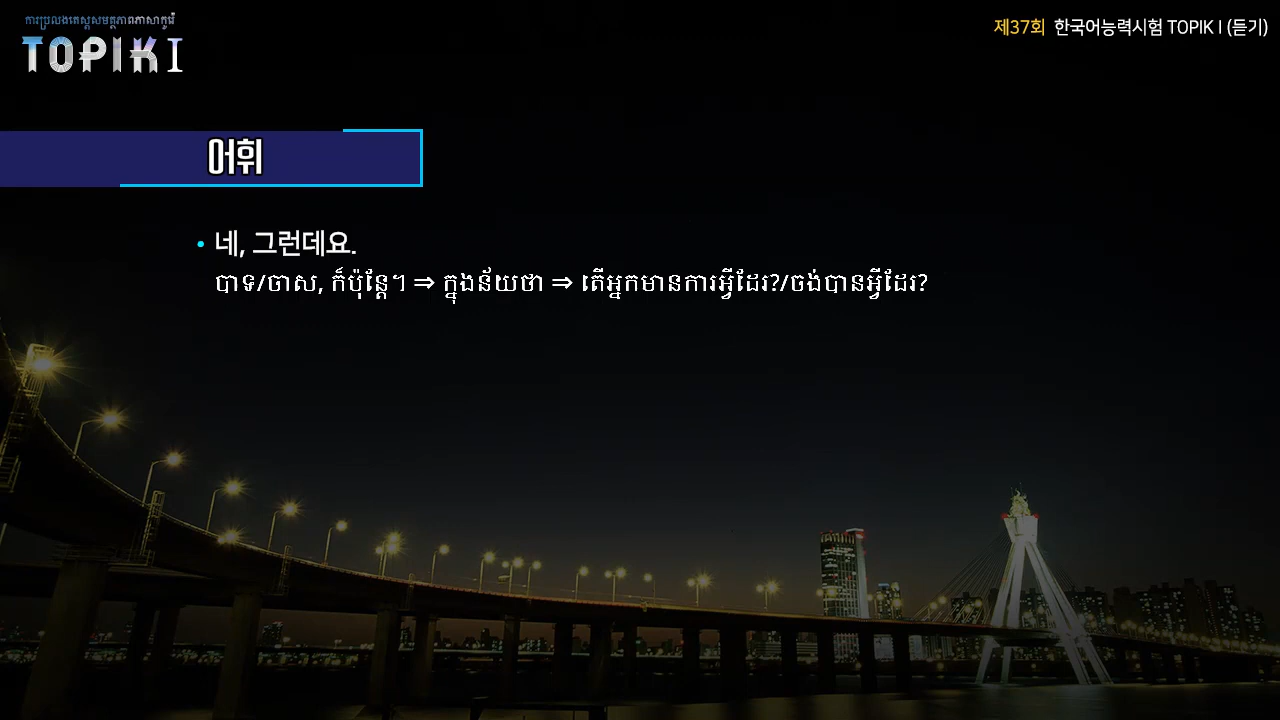 ការប្រលងតេស្តសមត្ថភាពភាសាកូរ៉េ
TOPIK I
제37회 한국어능력시험 TOPIK I (듣기)
어휘
• 네, 그런데요.
បាទ/ចាស, ក៏ប៉ុន្តែ។ ⇒ ក្នុងន័យថា ⇒ តើអ្នកមានការអ្វីដែរ?/ចង់បានអ្វីដែរ?